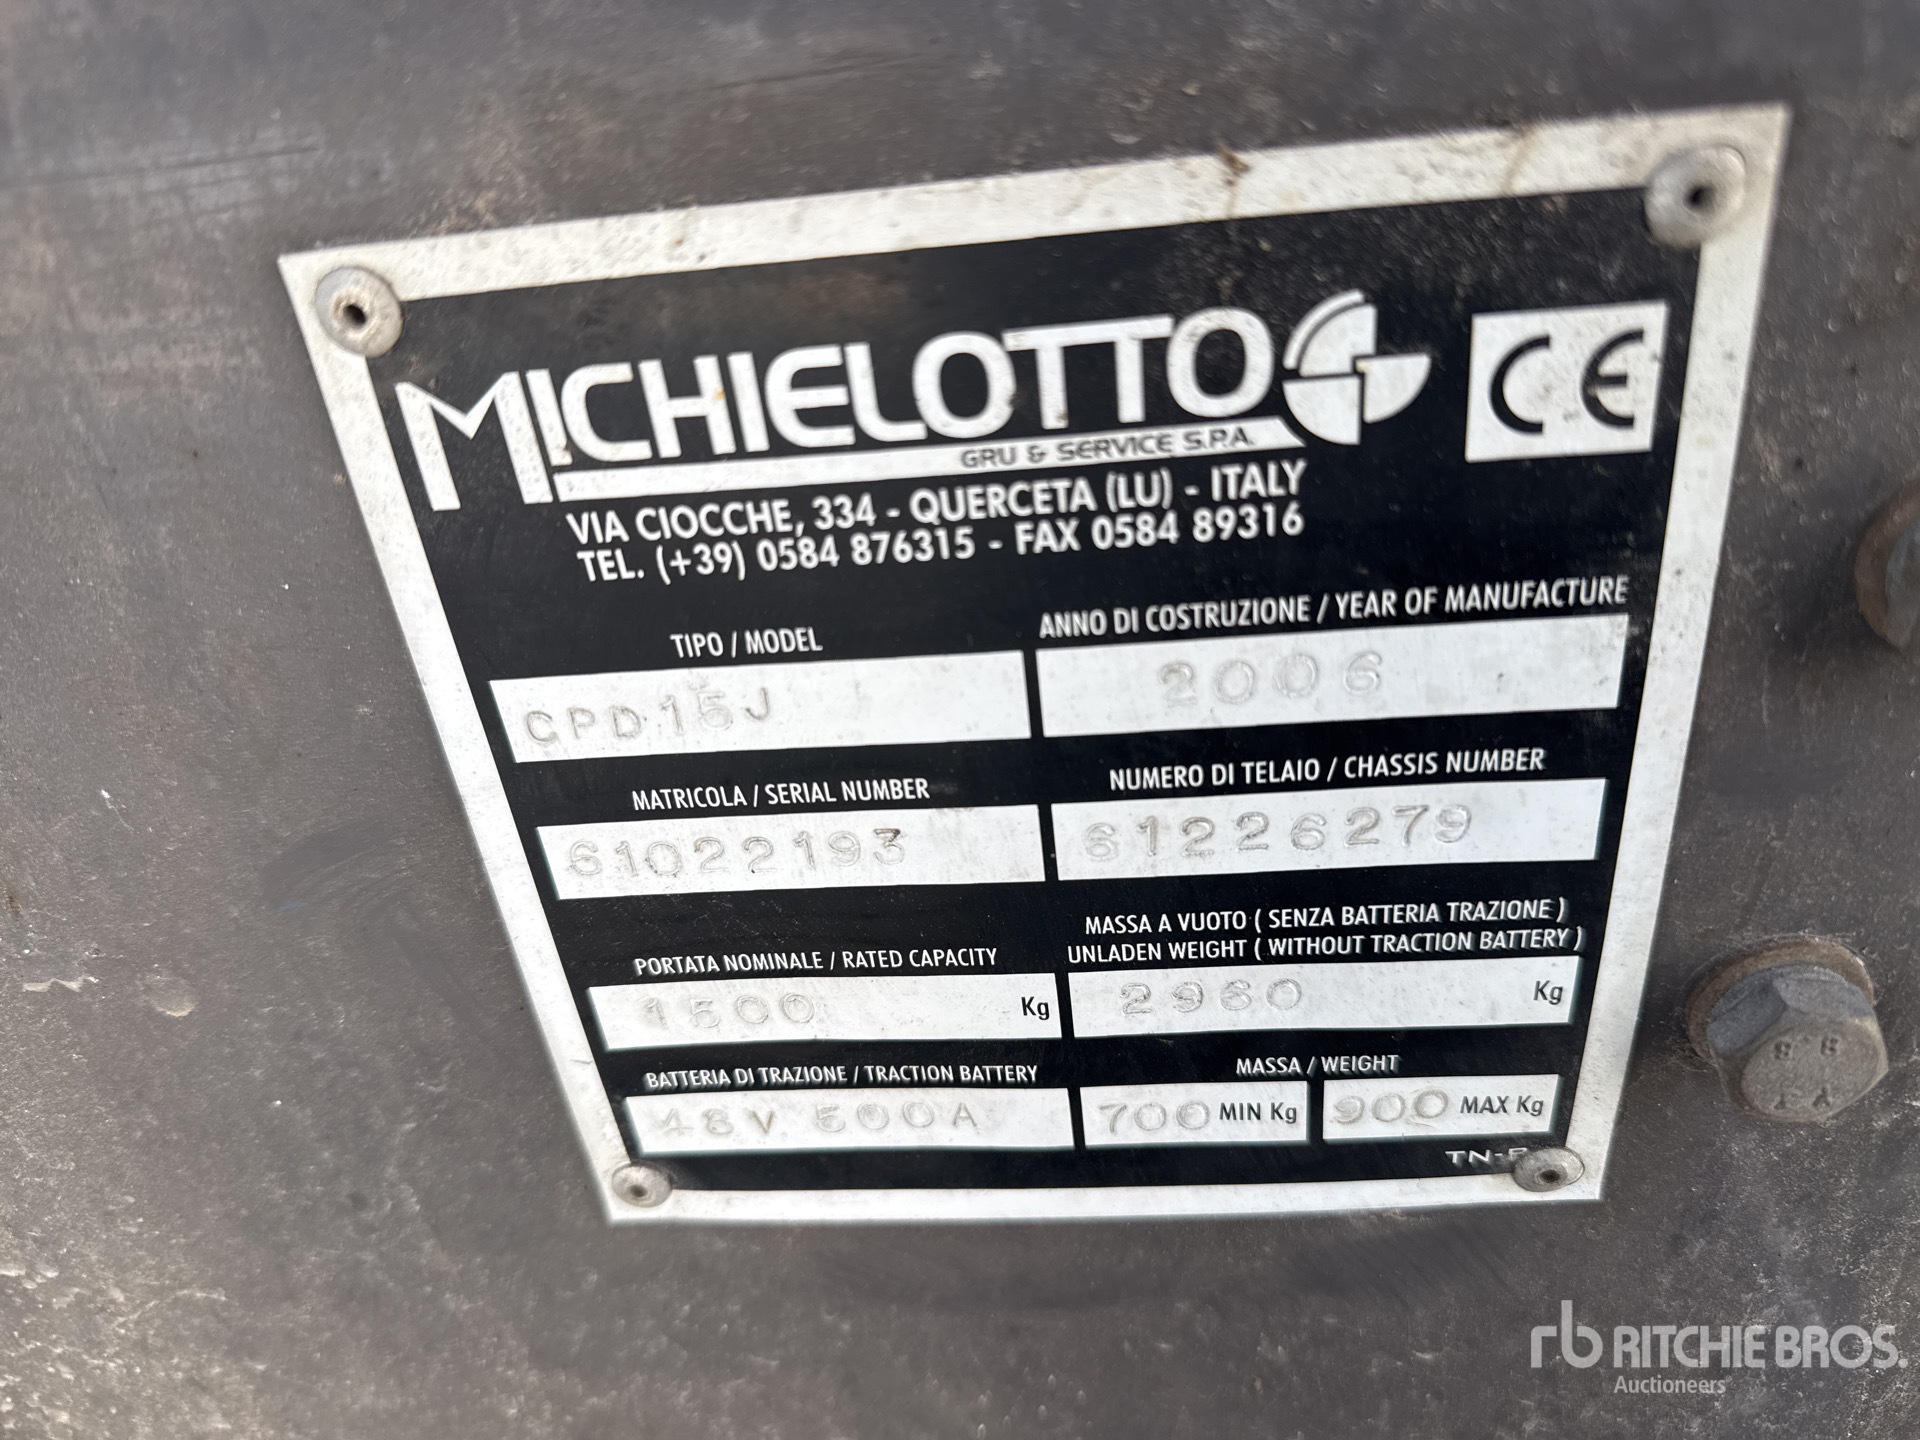 MICHIELOTTO
GRU & SERVICE S.P.A.
CE
VIA CIOCCHE, 334 - QUERCETA (LU) - ITALY
TEL. (+39) 0584 876315 - FAX 0584 89316
TIPO / MODEL
CPD15J
ANNO DI COSTRUZIONE / YEAR OF MANUFACTURE
2006
MATRICOLA / SERIAL NUMBER
61022193
NUMERO DI TELAIO / CHASSIS NUMBER
61226279
PORTATA NOMINALE / RATED CAPACITY
1500 Kg
MASSA A VUOTO ( SENZA BATTERIA TRAZIONE )
UNLADEN WEIGHT ( WITHOUT TRACTION BATTERY )
2960 Kg
BATTERIA DI TRAZIONE / TRACTION BATTERY
48V 500A
MASSA / WEIGHT
700 MIN Kg
900 MAX Kg
8.8
rb RITCHIE BROS.
Auctioneers